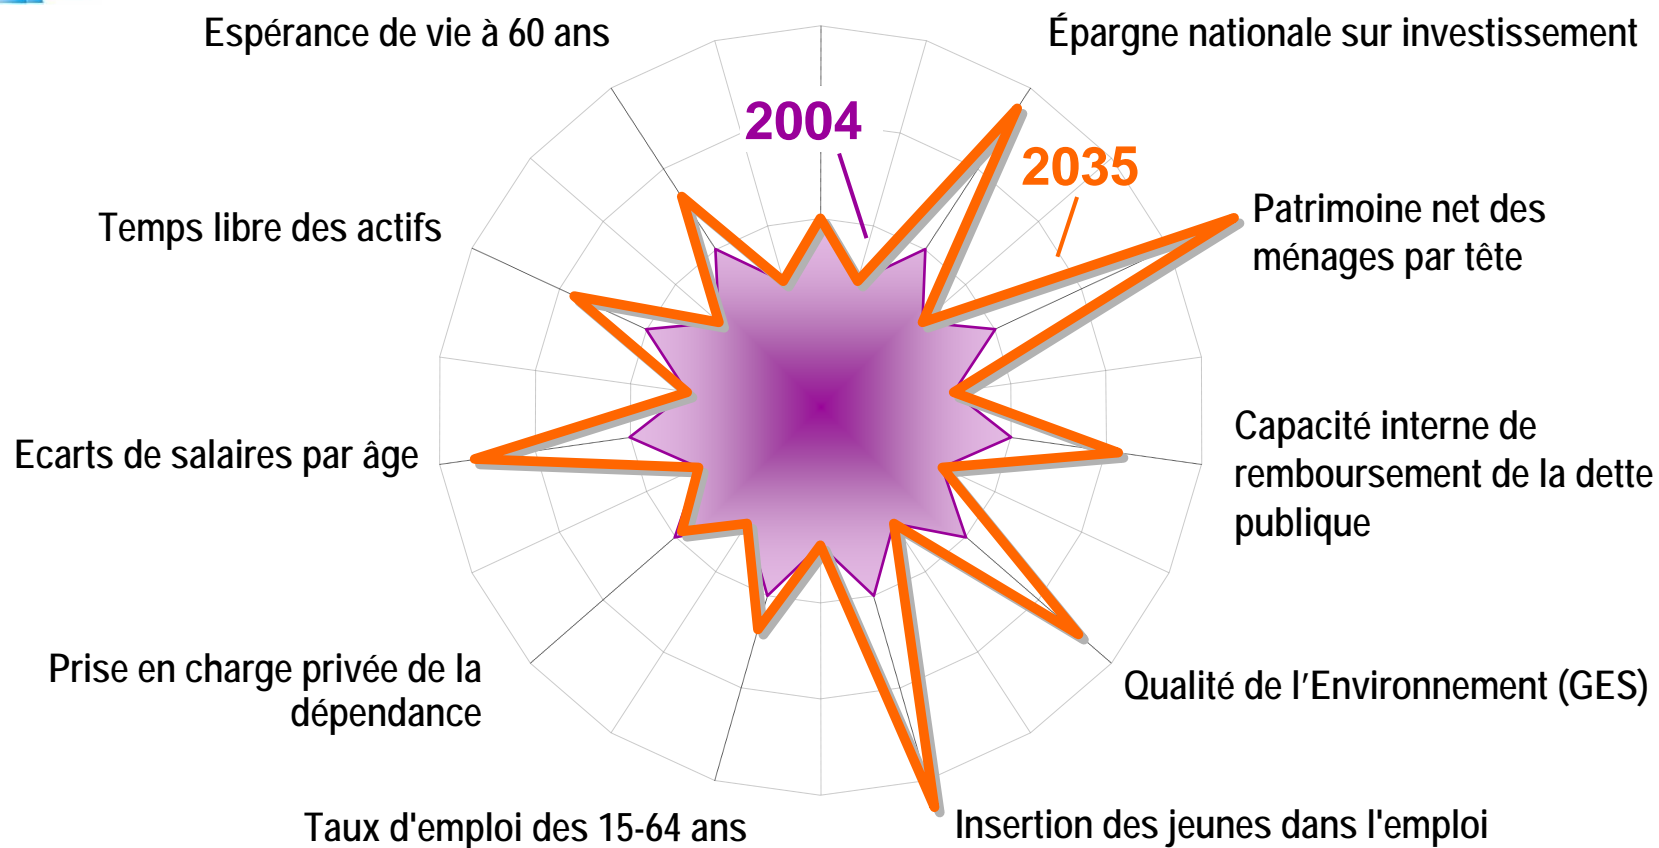 Espérance de vie à 60 ans
Épargne nationale sur investissement
2004
2035
Patrimoine net des
ménages par tête
Temps libre des actifs
Capacité interne de
remboursement de la dette
publique
Ecarts de salaires par âge
Prise en charge privée de la
dépendance
Qualité de l’Environnement (GES)
Taux d'emploi des 15-64 ans
Insertion des jeunes dans l'emploi